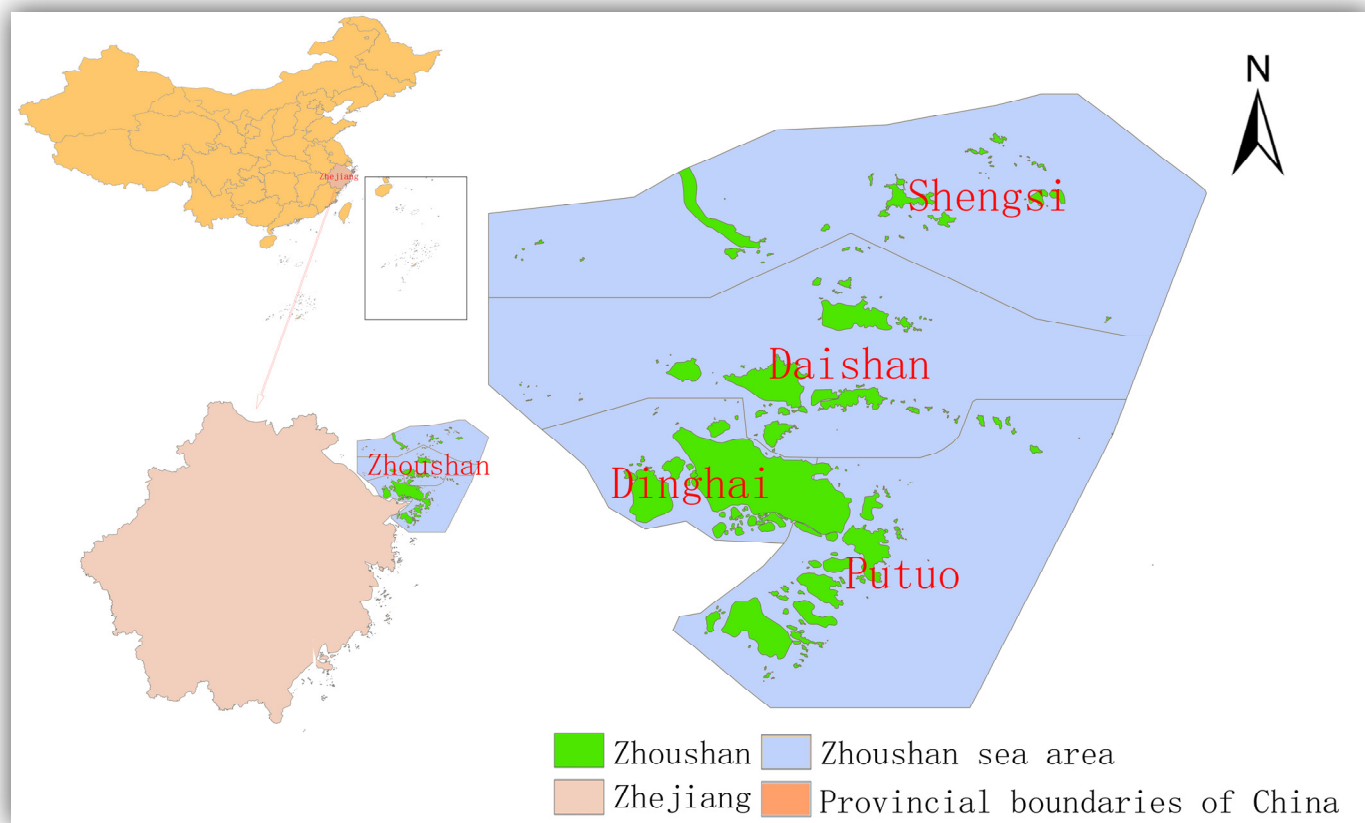 N
Zhejiang
Shengsi
Daishan
Zhoushan
Dinghai
Putuo
Zhoushan
Zhoushan sea area
Zhejiang
Provincial boundaries of China